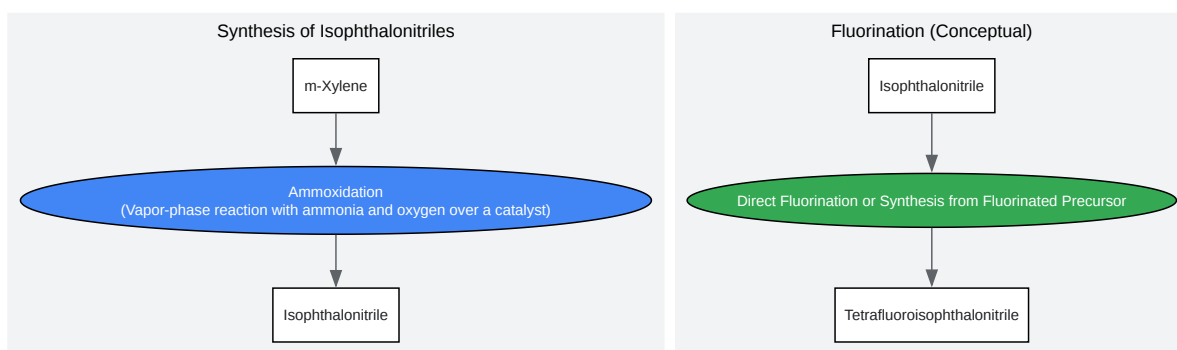 Synthesis of Isophthalonitriles
m-Xylene
Ammoxidation
(Vapor-phase reaction with ammonia and oxygen over a catalyst)
Isophthalonitrile
Fluorination (Conceptual)
Isophthalonitrile
Direct Fluorination or Synthesis from Fluorinated Precursor
Tetrafluoroisophthalonitrile